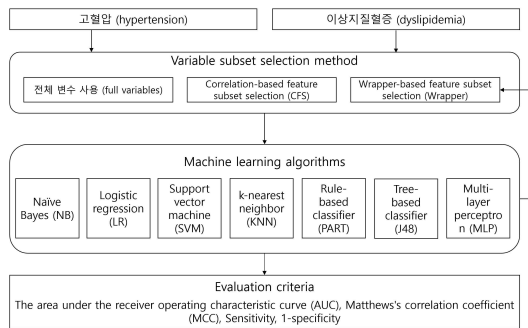 고혈압 (hypertension)
이상지질혈증 (dyslipidemia)
Variable subset selection method
전체 변수 사용 (full variables)
Correlation-based feature
subset selection (CFS)
Wrapper-based feature subset
selection (Wrapper)
Machine learning algorithms
Naïve
Bayes (NB)
Logistic
regression
(LR)
Support
vector
machine
(SVM)
k-nearest
neighbor
(KNN)
Rule-
based
classifier
(PART)
Tree-
based
classifier
(J48)
Multi-
layer
perceptro
n (MLP)
Evaluation criteria
The area under the receiver operating characteristic curve (AUC), Matthews's correlation coefficient
(MCC), Sensitivity, 1-specificity